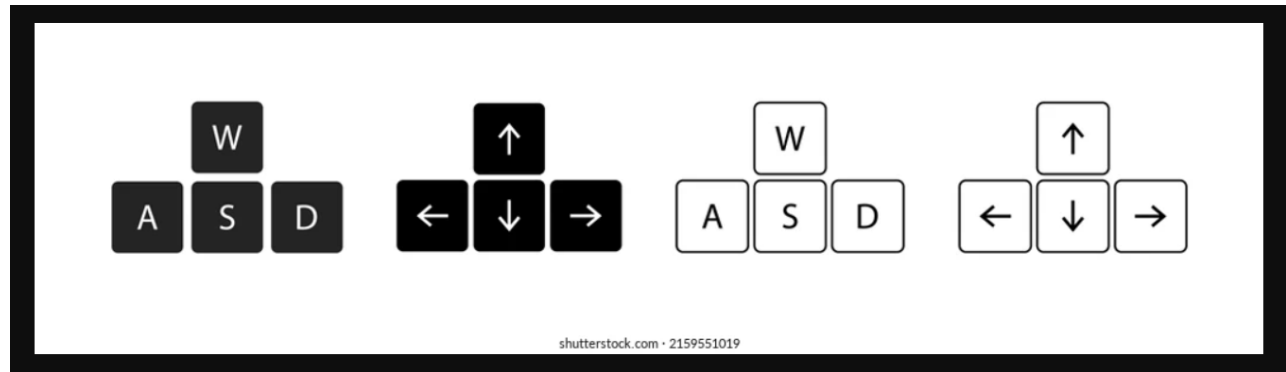 W ↑ W ↑
A S D ← ↓ → A S D ← ↓ →
shutterstock.com · 2159551019